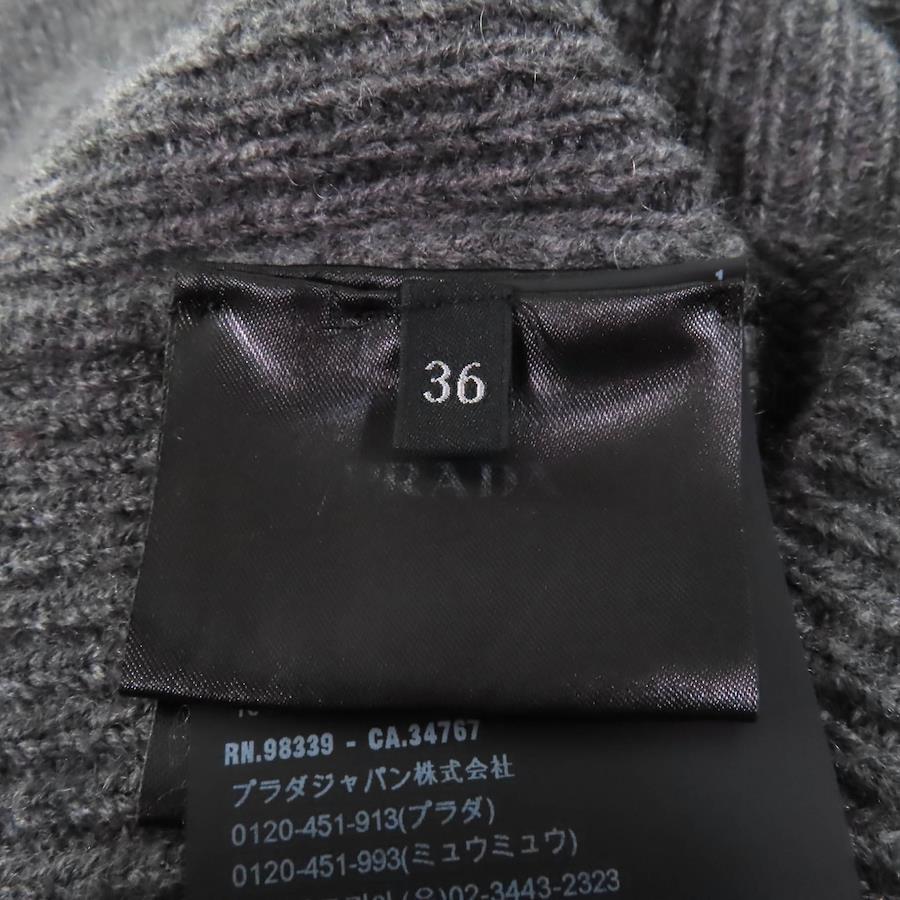 36
PRADA
RN.98339 - CA.34767
プラダジャパン株式会社
0120-451-913(プラダ)
0120-451-993(ミュウミュウ)
02-3443-2323